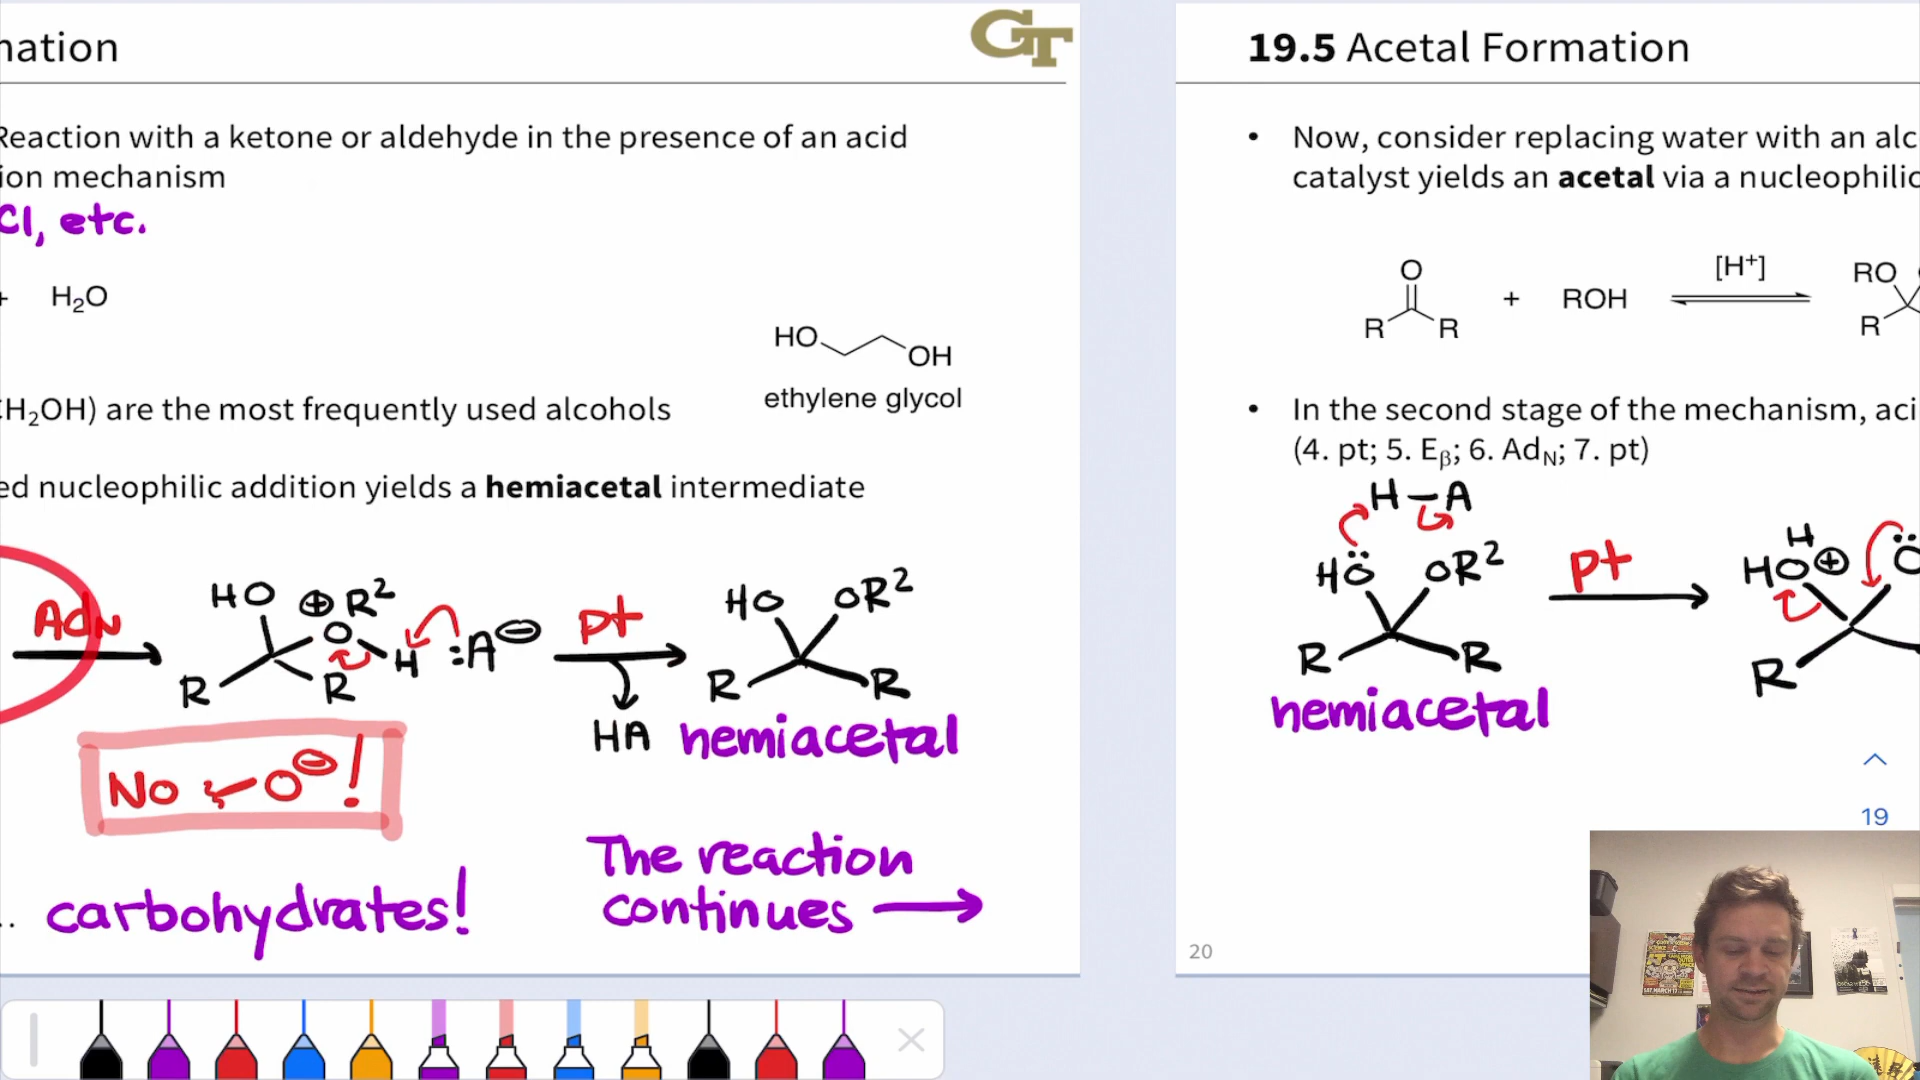 mation
GT
Reaction with a ketone or aldehyde in the presence of an acid
ion mechanism
Cl, etc.
+ H₂O
HO
OH
ethylene glycol
CH₂OH) are the most frequently used alcohols
ed nucleophilic addition yields a hemiacetal intermediate
AdN
HO ⊕ R²
O
H :A⊖
R R
pt
HA
HO OR²
R R
hemiacetal
No O⊖!
.. carbohydrates!
The reaction
continues →
19.5 Acetal Formation
• Now, consider replacing water with an alc
catalyst yields an acetal via a nucleophilic
O
R R
+ ROH
[H⁺]
RO
R
• In the second stage of the mechanism, aci
(4. pt; 5. Eβ; 6. AdN; 7. pt)
H–A
HÖ OR²
R R
hemiacetal
pt
H
HO⊕ Ö
R
19
20